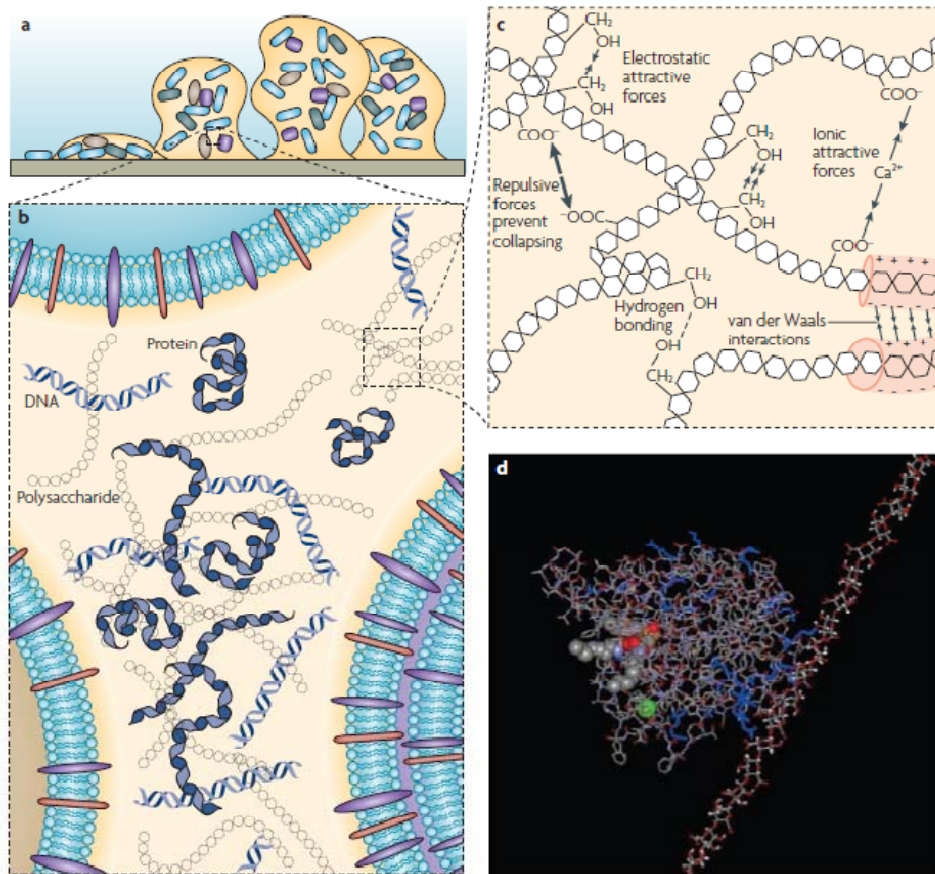 a
b
Protein
DNA
Polysaccharide
c
CH₂
OH
CH₂
OH
Electrostatic
attractive
forces
COO⁻
Repulsive
forces
prevent
collapsing
⁻OOC
CH₂
OH
CH₂
OH
COO⁻
Ionic
attractive
forces
Ca²⁺
COO⁻
+ + + +
CH₂
OH
Hydrogen
bonding
OH
CH₂
van der Waals
interactions
+ + + +
d